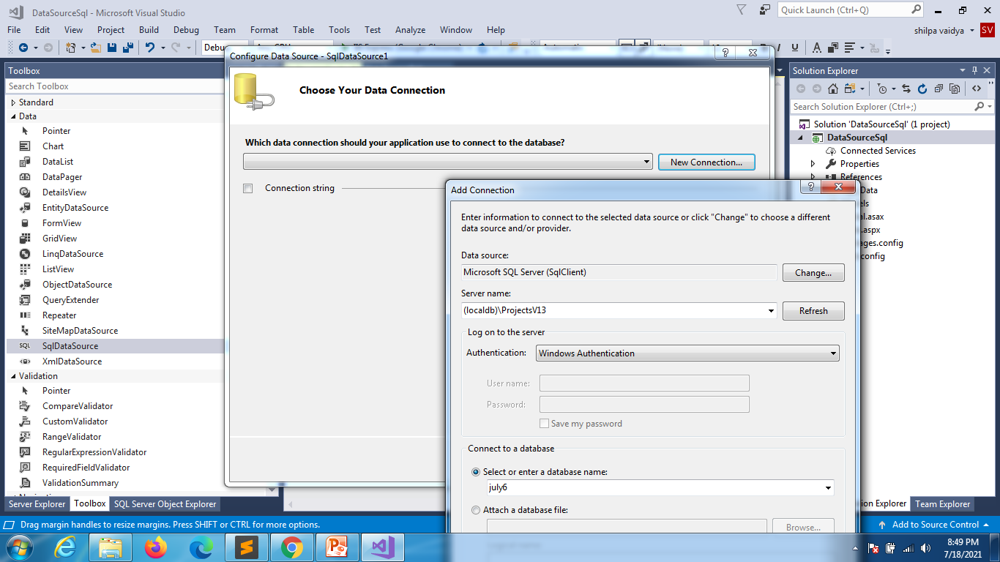 DataSourceSql - Microsoft Visual Studio
Quick Launch (Ctrl+Q)
File Edit View Project Build Debug Team Format Table Tools Test Analyze Window Help
shilpa vaidya SV
Toolbox
Search Toolbox
Standard
Data
Pointer
Chart
DataList
DataPager
DetailsView
EntityDataSource
FormView
GridView
LinqDataSource
ListView
ObjectDataSource
QueryExtender
Repeater
SiteMapDataSource
SQL SqlDataSource
XmlDataSource
Validation
Pointer
CompareValidator
CustomValidator
RangeValidator
RegularExpressionValidator
RequiredFieldValidator
ValidationSummary
Server Explorer Toolbox SQL Server Object Explorer
Configure Data Source - SqlDataSource1
Choose Your Data Connection
Which data connection should your application use to connect to the database?
New Connection...
Connection string
Add Connection
Enter information to connect to the selected data source or click "Change" to choose a different
data source and/or provider.
Data source:
Microsoft SQL Server (SqlClient)
Change...
Server name:
(localdb)\ProjectsV13
Refresh
Log on to the server
Authentication: Windows Authentication
User name:
Password:
Save my password
Connect to a database
Select or enter a database name:
july6
Attach a database file:
Browse...
Solution Explorer
Search Solution Explorer (Ctrl+;)
Solution 'DataSourceSql' (1 project)
DataSourceSql
Connected Services
Properties
References
Data
els
al.asax
.aspx
ages.config
config
ion Explorer Team Explorer
Drag margin handles to resize margins. Press SHIFT or CTRL for more options.
Add to Source Control
8:49 PM
7/18/2021